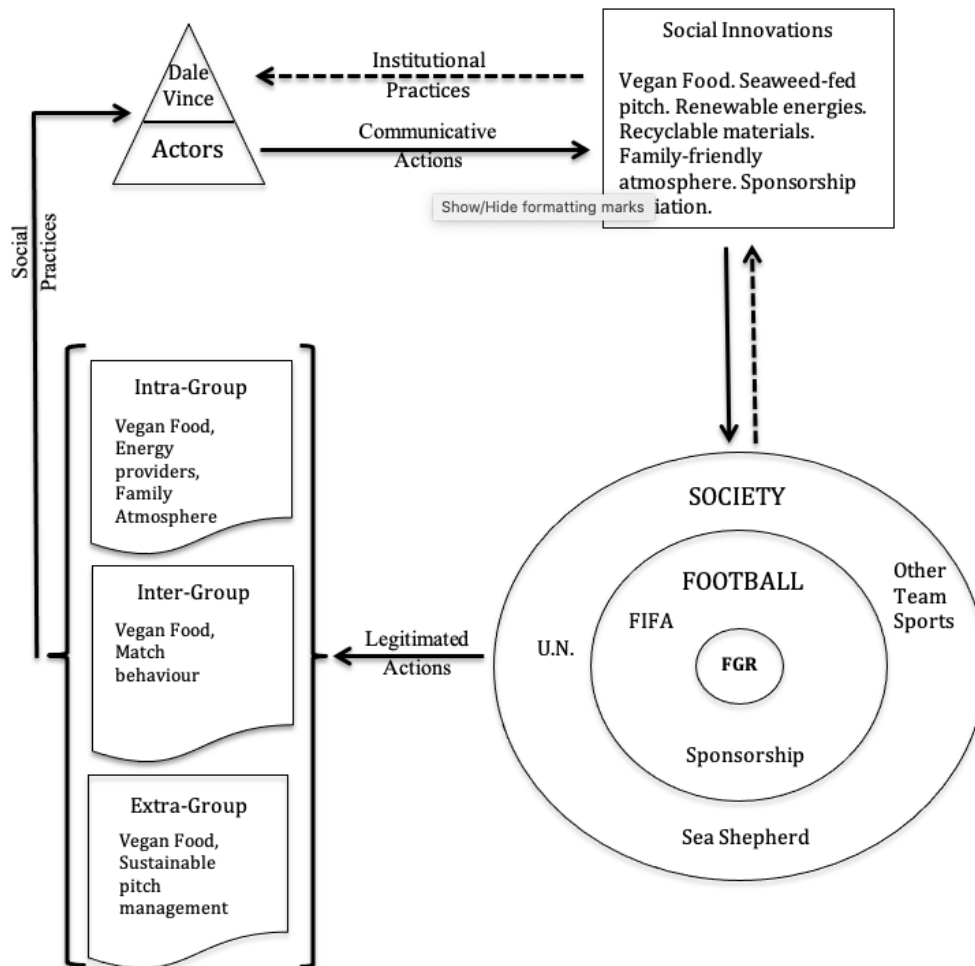 Dale
Vince
Actors
Institutional
Practices
Communicative
Actions
Social Innovations
Vegan Food. Seaweed-fed
pitch. Renewable energies.
Recyclable materials.
Family-friendly
atmosphere. Sponsorship
Show/Hide formatting marks
Social
Practices
Intra-Group
Vegan Food,
Energy
providers,
Family
Atmosphere
Inter-Group
Vegan Food,
Match
behaviour
Extra-Group
Vegan Food,
Sustainable
pitch
management
Legitimated
Actions
SOCIETY
FOOTBALL
FIFA
Other
Team
Sports
U.N.
FGR
Sponsorship
Sea Shepherd